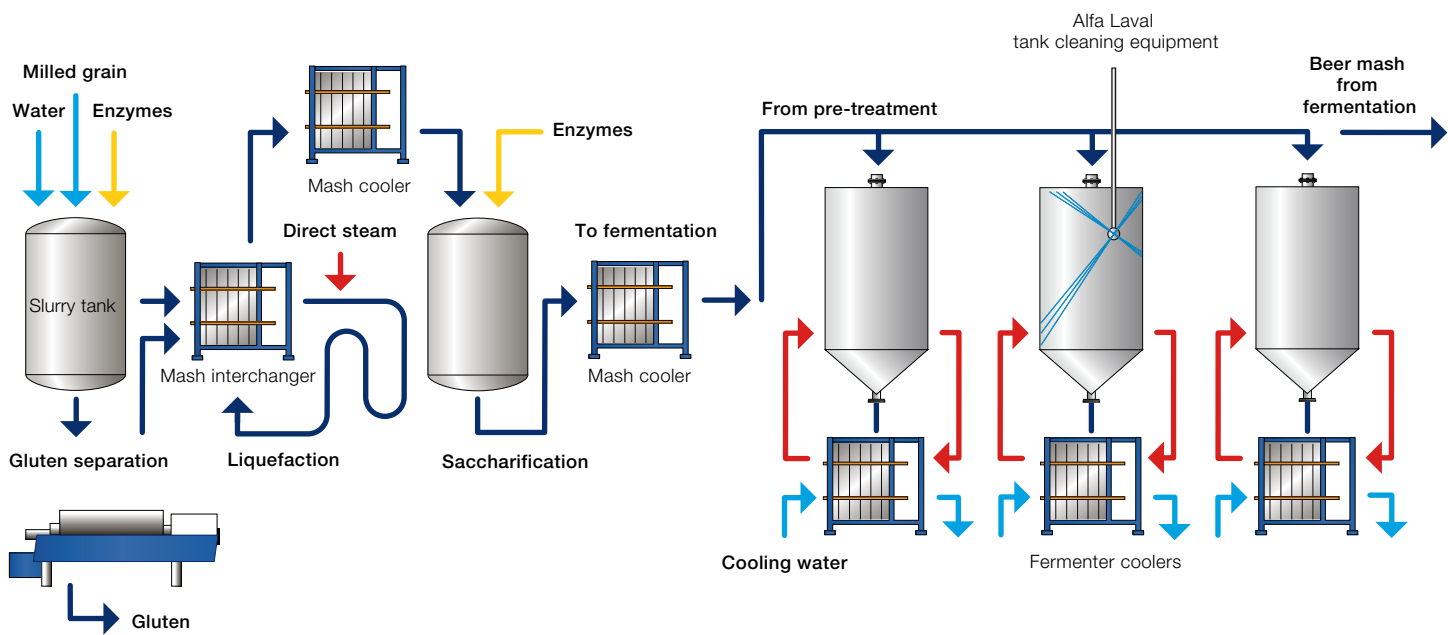 Alfa Laval
tank cleaning equipment
Milled grain
Water
Enzymes
Mash cooler
Enzymes
From pre-treatment
Beer mash
from
fermentation
Slurry tank
Direct steam
To fermentation
Mash interchanger
Mash cooler
Gluten separation
Liquefaction
Saccharification
Cooling water
Fermenter coolers
Gluten